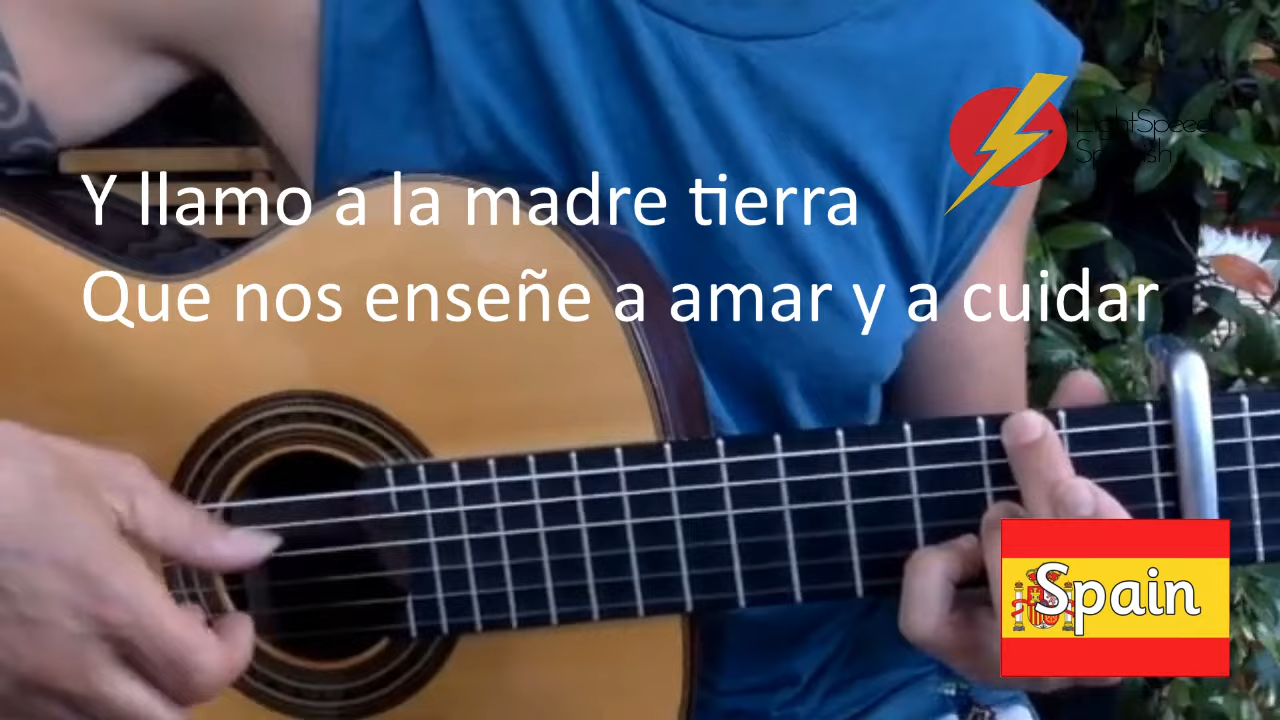 LightSpeed
Spanish
Y llamo a la madre tierra
Que nos enseñe a amar y a cuidar
Spain